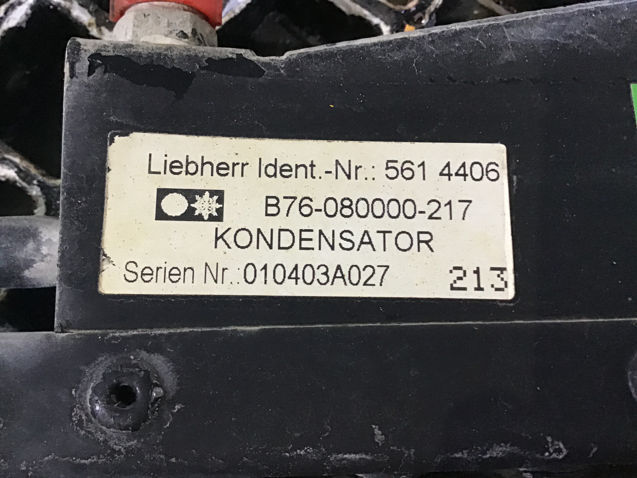 Liebherr Ident.-Nr.: 561 4406
B76-080000-217
KONDENSATOR
Serien Nr.:010403A027 213